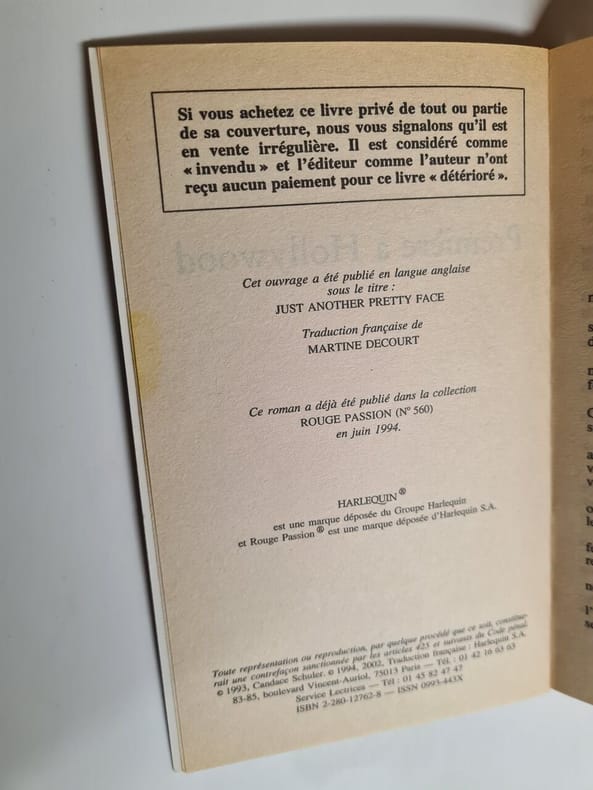 Si vous achetez ce livre privé de tout ou partie
de sa couverture, nous vous signalons qu'il est
en vente irrégulière. Il est considéré comme
« invendu » et l'éditeur comme l'auteur n'ont
reçu aucun paiement pour ce livre « détérioré ».
Première à Hollywood
Cet ouvrage a été publié en langue anglaise
sous le titre :
JUST ANOTHER PRETTY FACE
Traduction française de
MARTINE DECOURT
Ce roman a déjà été publié dans la collection
ROUGE PASSION (N° 560)
en juin 1994.
HARLEQUIN®
est une marque déposée du Groupe Harlequin
et Rouge Passion® est une marque déposée d'Harlequin S.A.
Toute représentation ou reproduction, par quelque procédé que ce soit, constitue-
rait une contrefaçon sanctionnée par les articles 425 et suivants du Code pénal.
© 1993, Candace Schuler. © 1994, 2002, Traduction française : Harlequin S.A.
83-85, boulevard Vincent-Auriol, 75013 Paris — Tél. : 01 42 16 63 63
Service Lectrices — Tél : 01 45 82 47 47
ISBN 2-280-12762-8 — ISSN 0993-443X